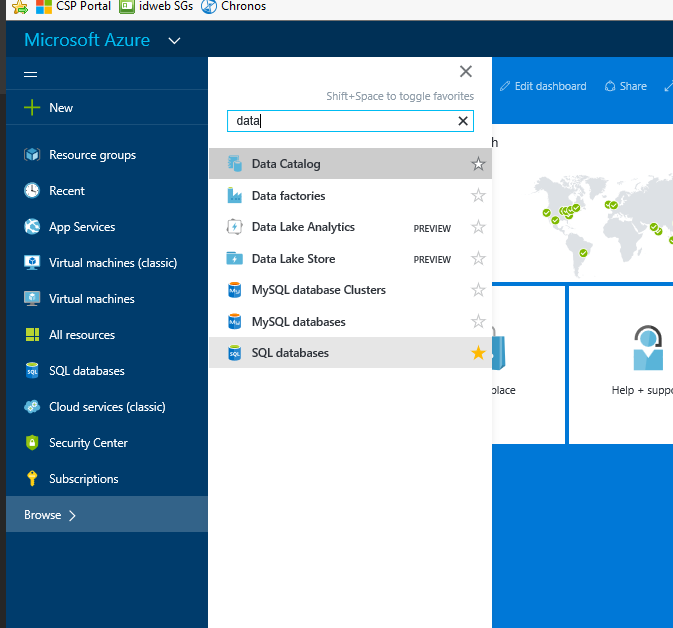 CSP Portal
idweb SGs
Chronos
Microsoft Azure
New
Resource groups
Recent
App Services
Virtual machines (classic)
Virtual machines
All resources
SQL databases
Cloud services (classic)
Security Center
Subscriptions
Browse
Shift+Space to toggle favorites
data
Data Catalog
Data factories
Data Lake Analytics PREVIEW
Data Lake Store PREVIEW
MySQL database Clusters
MySQL databases
SQL databases
Edit dashboard
Share
h
place
Help + suppo